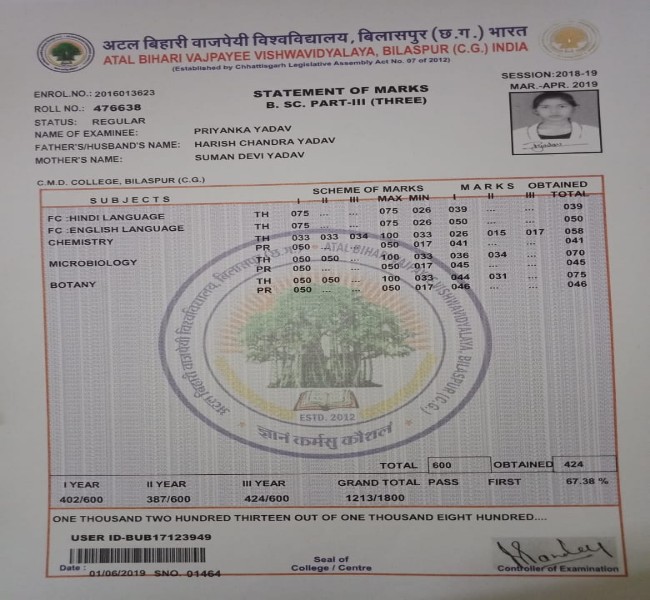 अटल बिहारी वाजपेयी विश्वविद्यालय, बिलासपुर (छ.ग.) भारत
ATAL BIHARI VAJPAYEE VISHWAVIDYALAYA, BILASPUR (C.G.) INDIA
(Established by Chhattisgarh Legislative Assembly Act No. 07 of 2012)
SESSION:2018-19
ENROL.NO.: 2016013623 STATEMENT OF MARKS MAR.-APR. 2019
ROLL NO.: 476638 B. SC. PART-III (THREE)
STATUS: REGULAR
NAME OF EXAMINEE: PRIYANKA YADAV
FATHER'S/HUSBAND'S NAME: HARISH CHANDRA YADAV
MOTHER'S NAME: SUMAN DEVI YADAV
C.M.D. COLLEGE, BILASPUR (C.G.)
SUBJECTS SCHEME OF MARKS MARKS OBTAINED
I II III MAX MIN I II III TOTAL
FC :HINDI LANGUAGE TH 075 ... ... 075 026 039 ... ... 039
FC :ENGLISH LANGUAGE TH 075 ... ... 075 026 050 ... ... 050
CHEMISTRY TH 033 033 034 100 033 026 015 017 058
PR 050 ... ... 050 017 041 ... ... 041
MICROBIOLOGY TH 050 050 ... 100 033 036 034 ... 070
PR 050 ... ... 050 017 045 ... ... 045
BOTANY TH 050 050 ... 100 033 044 031 ... 075
PR 050 ... ... 050 017 046 ... ... 046
अटल बिहारी वाजपेयी विश्वविद्यालय, बिलासपुर (छ.ग.)
ATAL BIHARI VAJPAYEE VISHWAVIDYALAYA, BILASPUR (C.G.)
ESTD. 2012
ज्ञानं कर्मसु कौशलं
TOTAL 600 OBTAINED 424
I YEAR II YEAR III YEAR GRAND TOTAL PASS FIRST 67.38 %
402/600 387/600 424/600 1213/1800
ONE THOUSAND TWO HUNDRED THIRTEEN OUT OF ONE THOUSAND EIGHT HUNDRED....
USER ID-BUB17123949
Date : 01/06/2019 SNO. 01464
Seal of
College / Centre
Controller of Examination